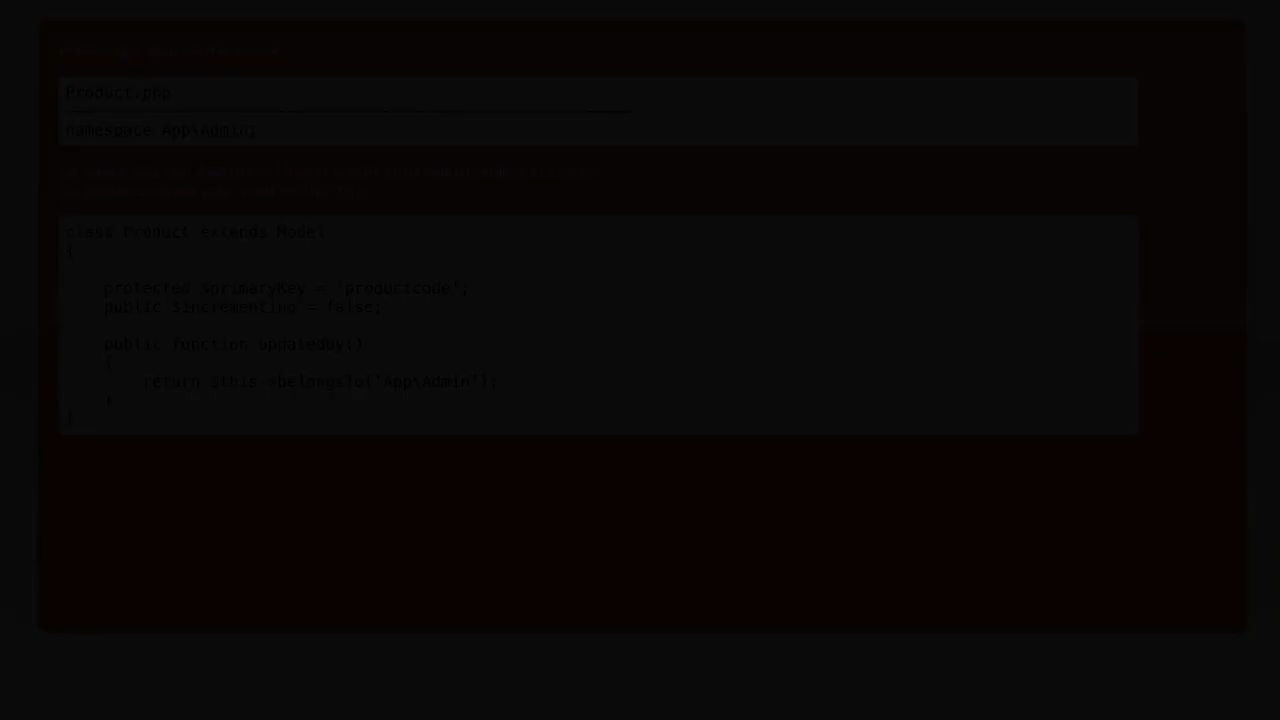 Product.php
namespace App\Admin;
class Product extends Model
{
protected $primaryKey = 'productcode';
public $incrementing = false;
public function updatedBy()
{
return $this->belongsTo('App\Admin');
}
}